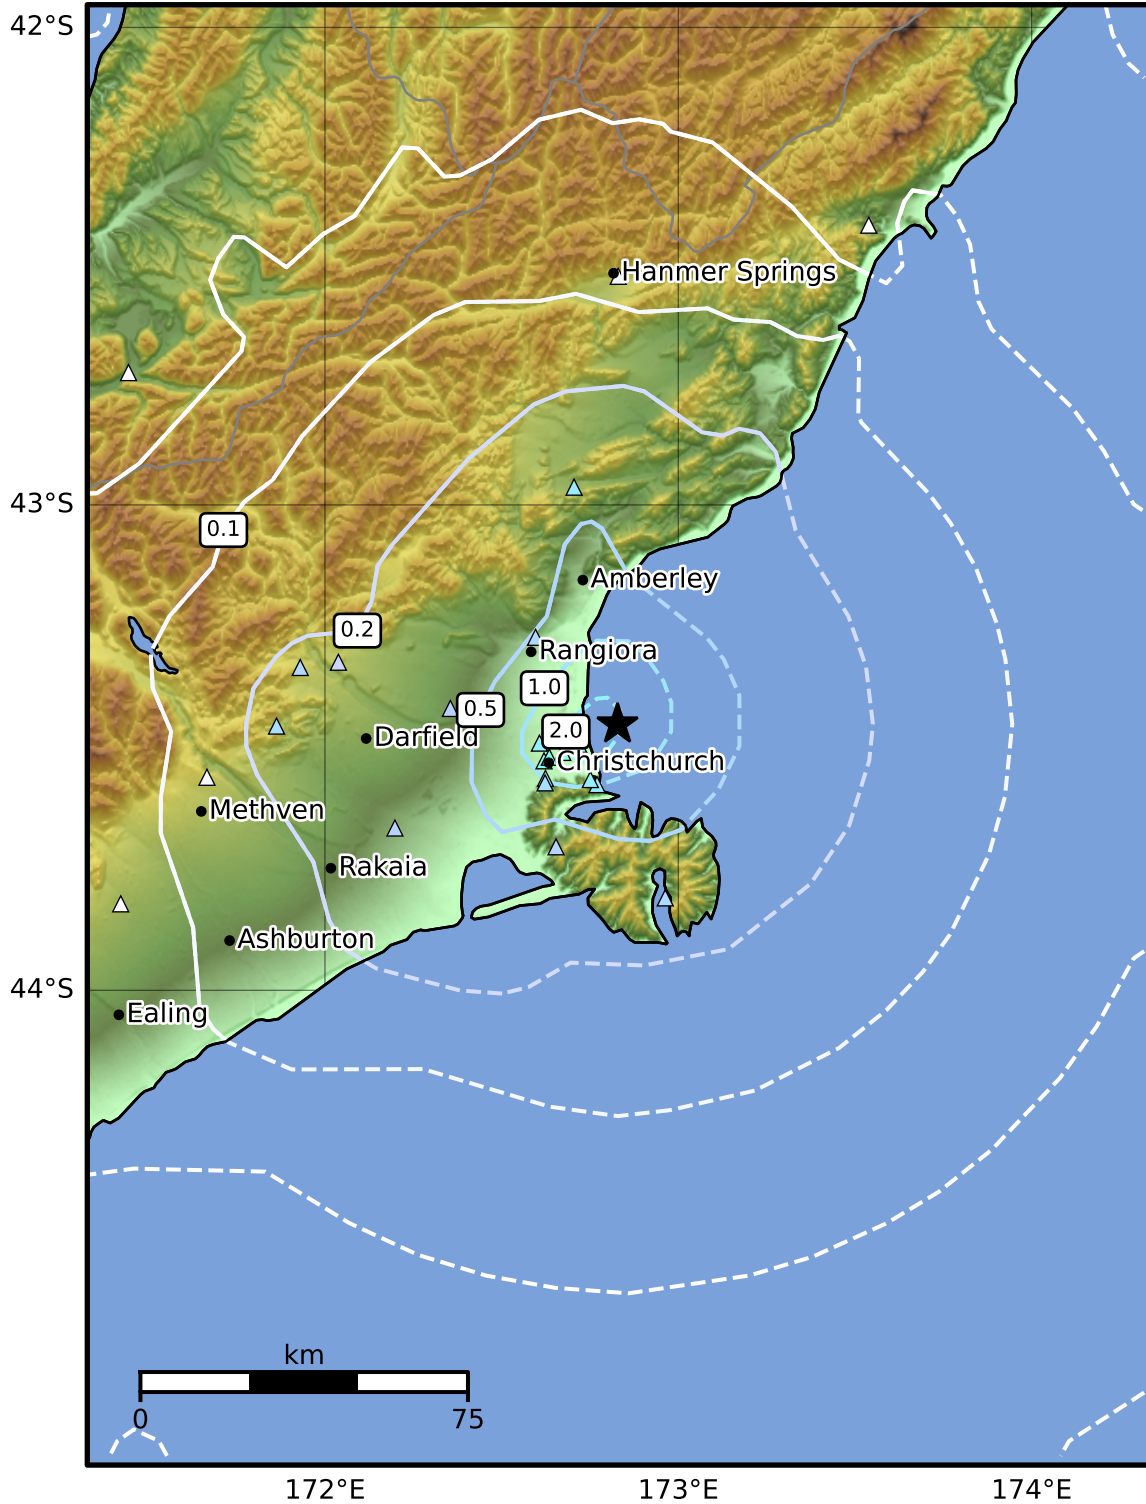 42°S
Hanmer Springs
43°S
0.1
Amberley
0.2
Rangiora
1.0
0.5
2.0
Darfield
Christchurch
Methven
Rakaia
Ashburton
44°S
Ealing
km
0 75
172°E 173°E 174°E